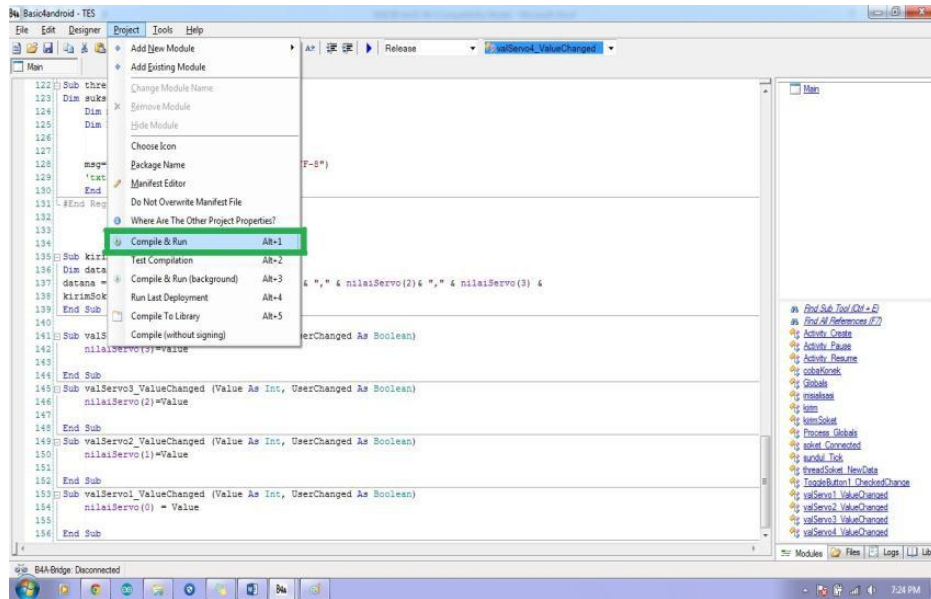 Basic4android - TES
File Edit Designer Project Tools Help
Release valServo4_ValueChanged
Main
Add New Module
Add Existing Module
Change Module Name
Remove Module
Hide Module
Choose Icon
Package Name
Manifest Editor
Do Not Overwrite Manifest File
Where Are The Other Project Properties?
Compile & Run Alt+1
Test Compilation Alt+2
Compile & Run (background) Alt+3
Run Last Deployment Alt+4
Compile To Library Alt+5
Compile (without signing)
122 Sub thre
123 Dim suks
124 Dim
125 Dim
126
127
128 msg= F-8")
129 'txt
130 End
131 #End Reg
132
133
134
135 Sub kiri
136 Dim data
137 datana = & "," & nilaiServo(2)& "," & nilaiServo(3) &
138 kirimSok
139 End Sub
140
141 Sub valS erChanged As Boolean)
142 nilaiServo(3)=Value
143
144 End Sub
145 Sub valServo3_ValueChanged (Value As Int, UserChanged As Boolean)
146 nilaiServo(2)=Value
147
148 End Sub
149 Sub valServo2_ValueChanged (Value As Int, UserChanged As Boolean)
150 nilaiServo(1)=Value
151
152 End Sub
153 Sub valServo1_ValueChanged (Value As Int, UserChanged As Boolean)
154 nilaiServo(0) = Value
155
156 End Sub
Main
Find Sub Tool (Ctrl + E)
Find All References (F7)
Activity_Create
Activity_Pause
Activity_Resume
cobaKonek
Globals
inisialisasi
kirim
kirimSoket
Process_Globals
soket_Connected
sundul_Tick
threadSoket_NewData
ToggleButton1_CheckedChange
valServo1_ValueChanged
valServo2_ValueChanged
valServo3_ValueChanged
valServo4_ValueChanged
Modules Files Logs Lib
B4A-Bridge: Disconnected
B4a
7:24 PM